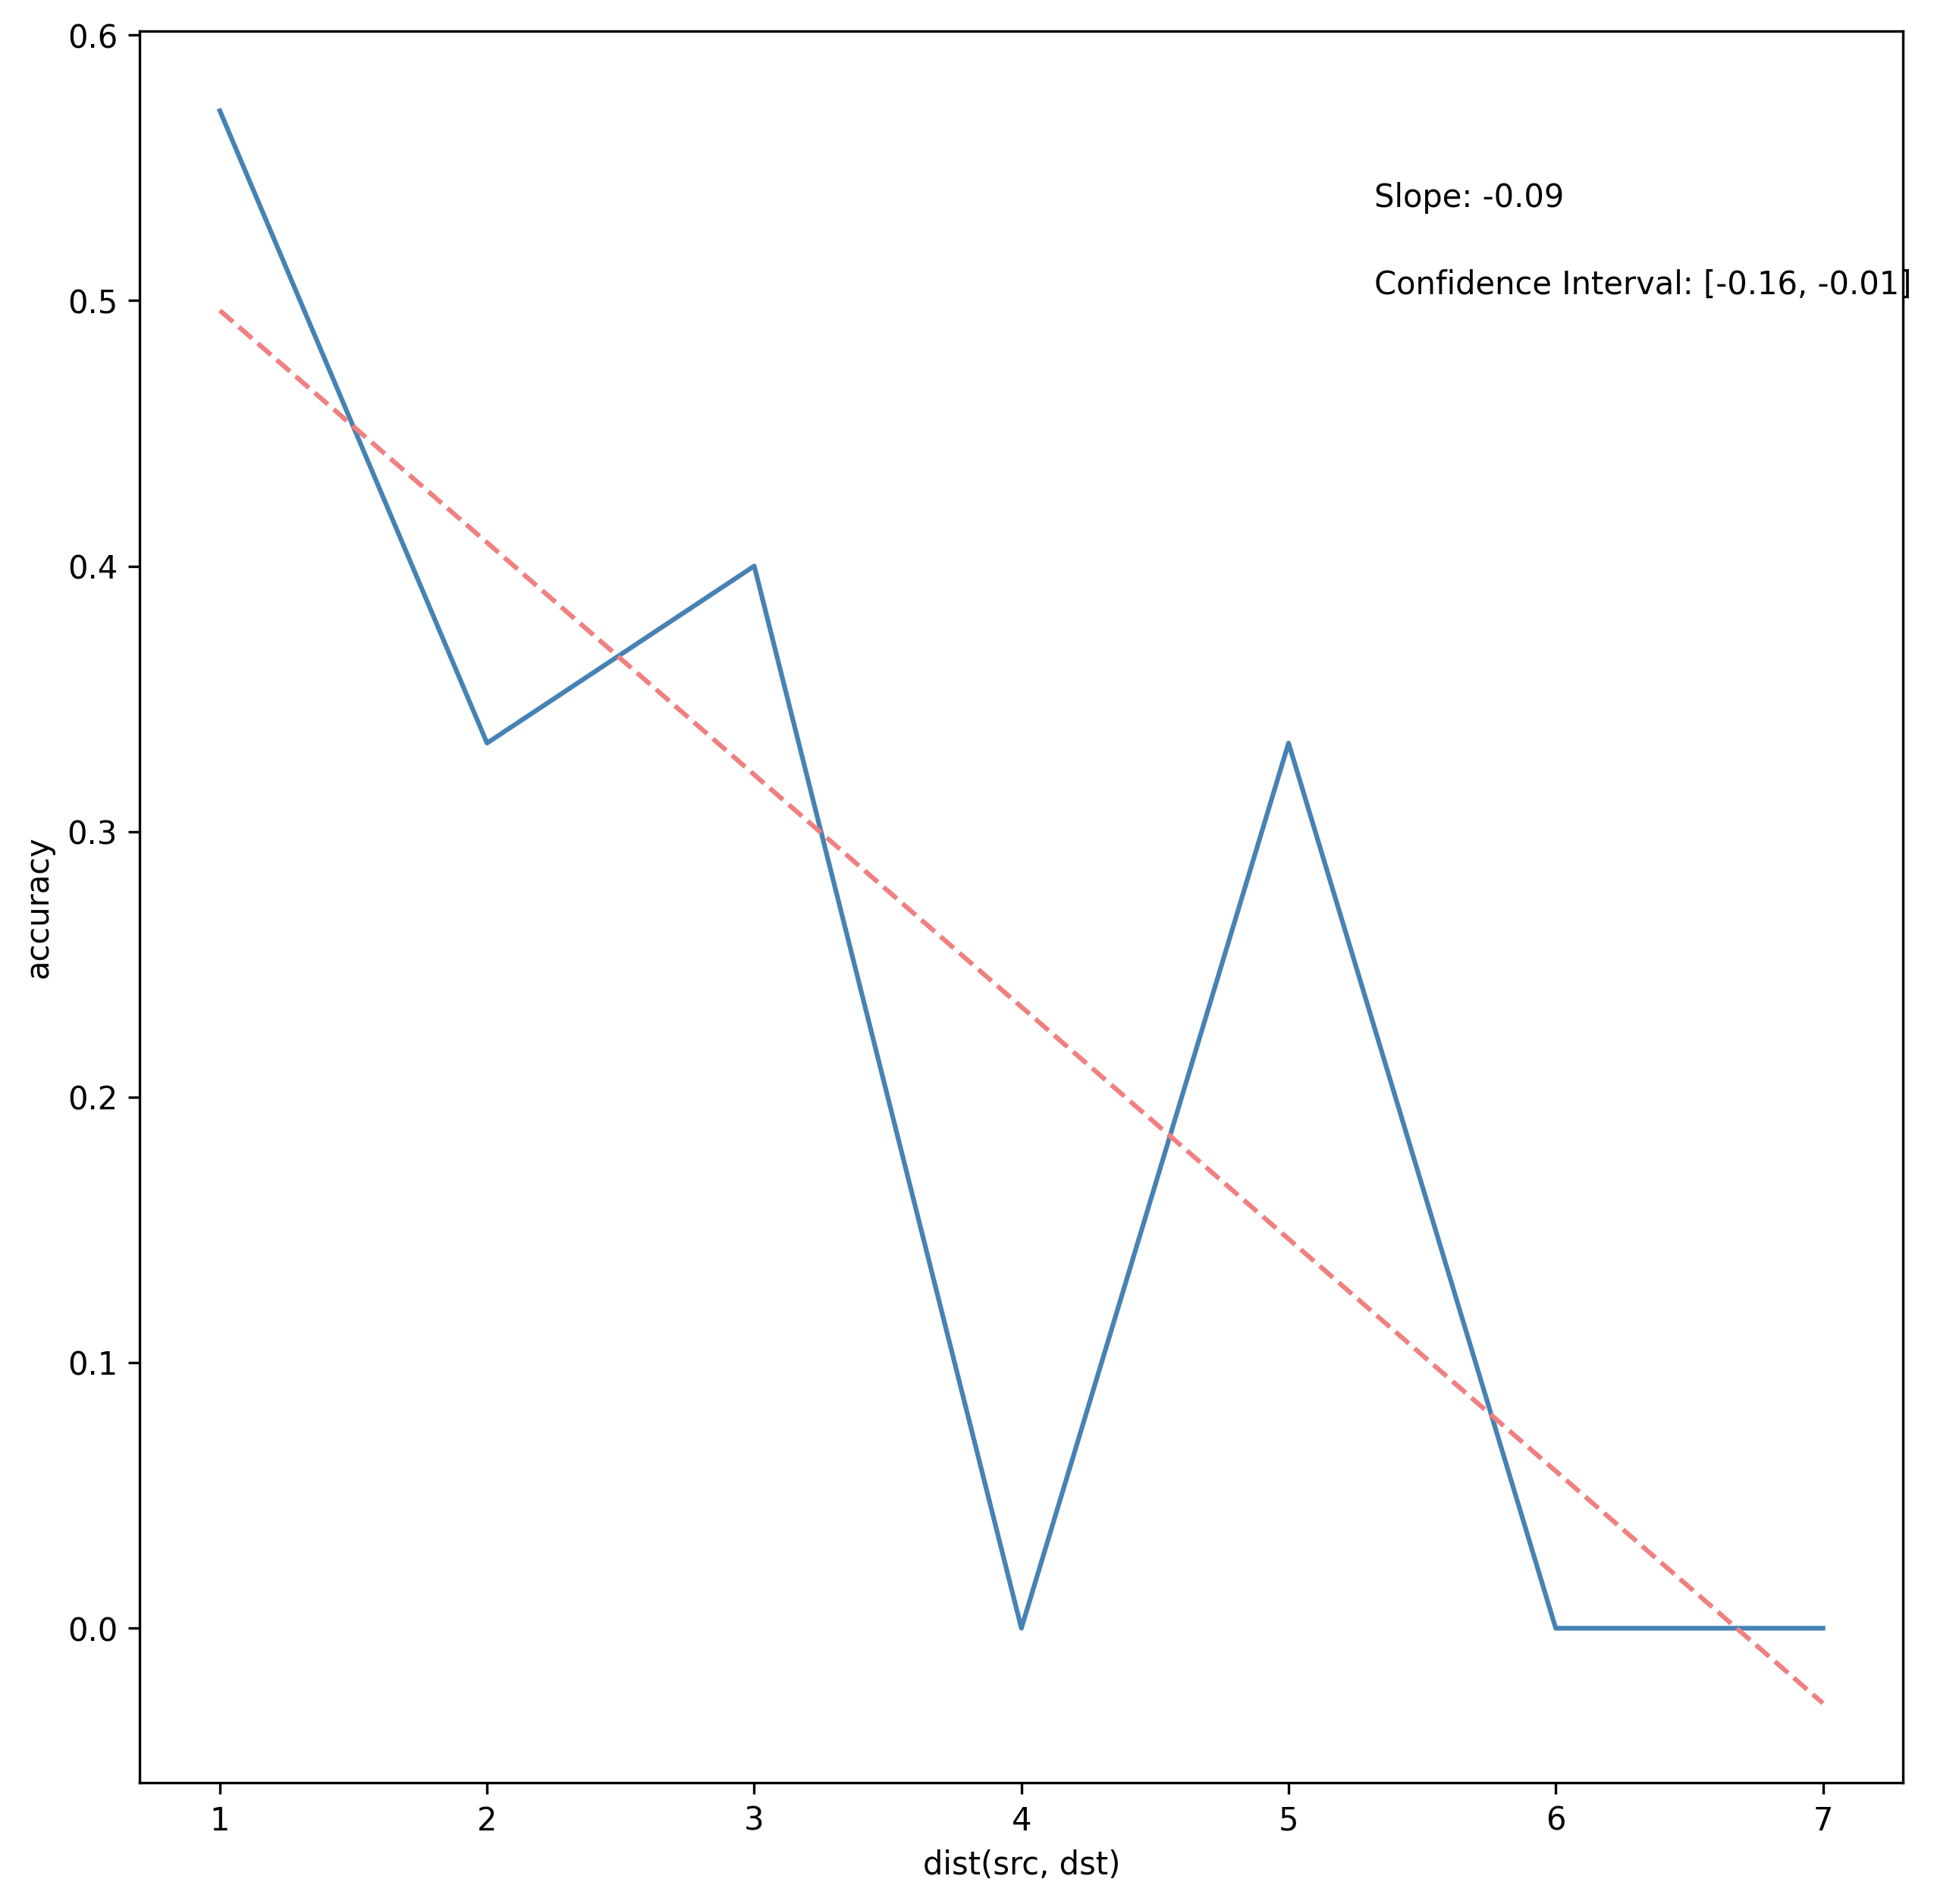 0.6
0.5
0.4
0.3
0.2
0.1
0.0
accuracy
Slope: -0.09
Confidence Interval: [-0.16, -0.01]
1 2 3 4 5 6 7
dist(src, dst)